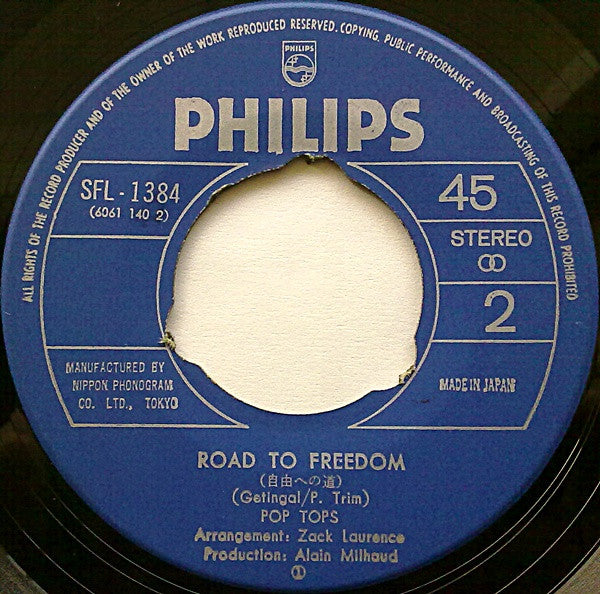 ALL RIGHTS OF THE RECORD PRODUCER AND OF THE OWNER OF THE WORK REPRODUCED RESERVED. COPYING, PUBLIC PERFORMANCE AND BROADCASTING OF THIS RECORD PROHIBITED
PHILIPS
PHILIPS
SFL-1384
(6061 140 2)
45
STEREO
2
MANUFACTURED BY
NIPPON PHONOGRAM
CO. LTD., TOKYO
MADE IN JAPAN
ROAD TO FREEDOM
(自由への道)
(Getingal/P. Trim)
POP TOPS
Arrangement: Zack Laurence
Production: Alain Milhaud
①